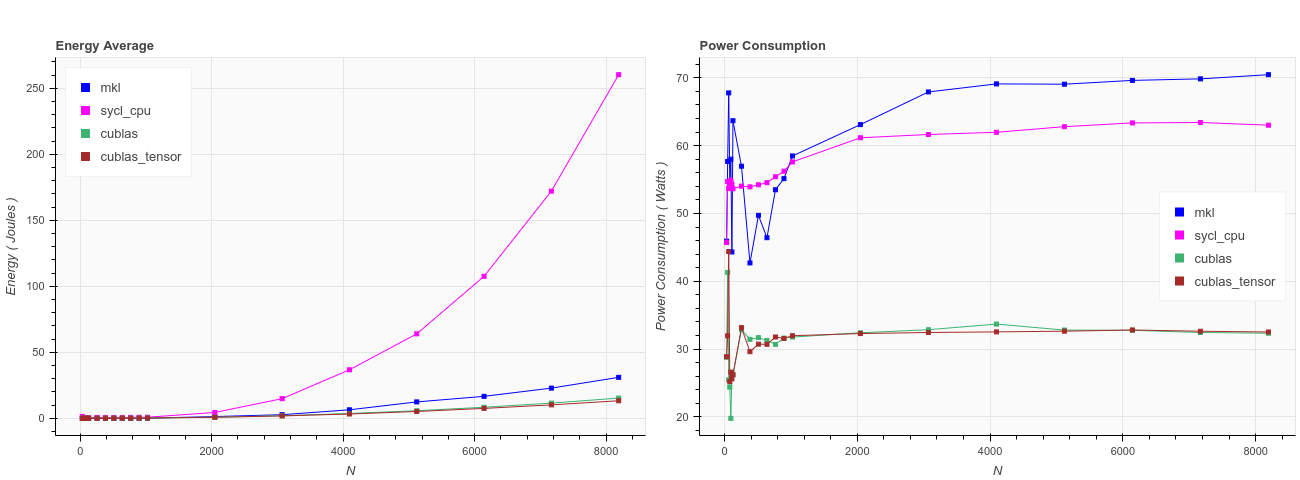 Energy Average
250
200
150
100
50
0
Energy ( Joules )
mkl
sycl_cpu
cublas
cublas_tensor
0
2000
4000
6000
8000
N
Power Consumption
70
60
50
40
30
20
Power Consumption ( Watts )
mkl
sycl_cpu
cublas
cublas_tensor
0
2000
4000
6000
8000
N